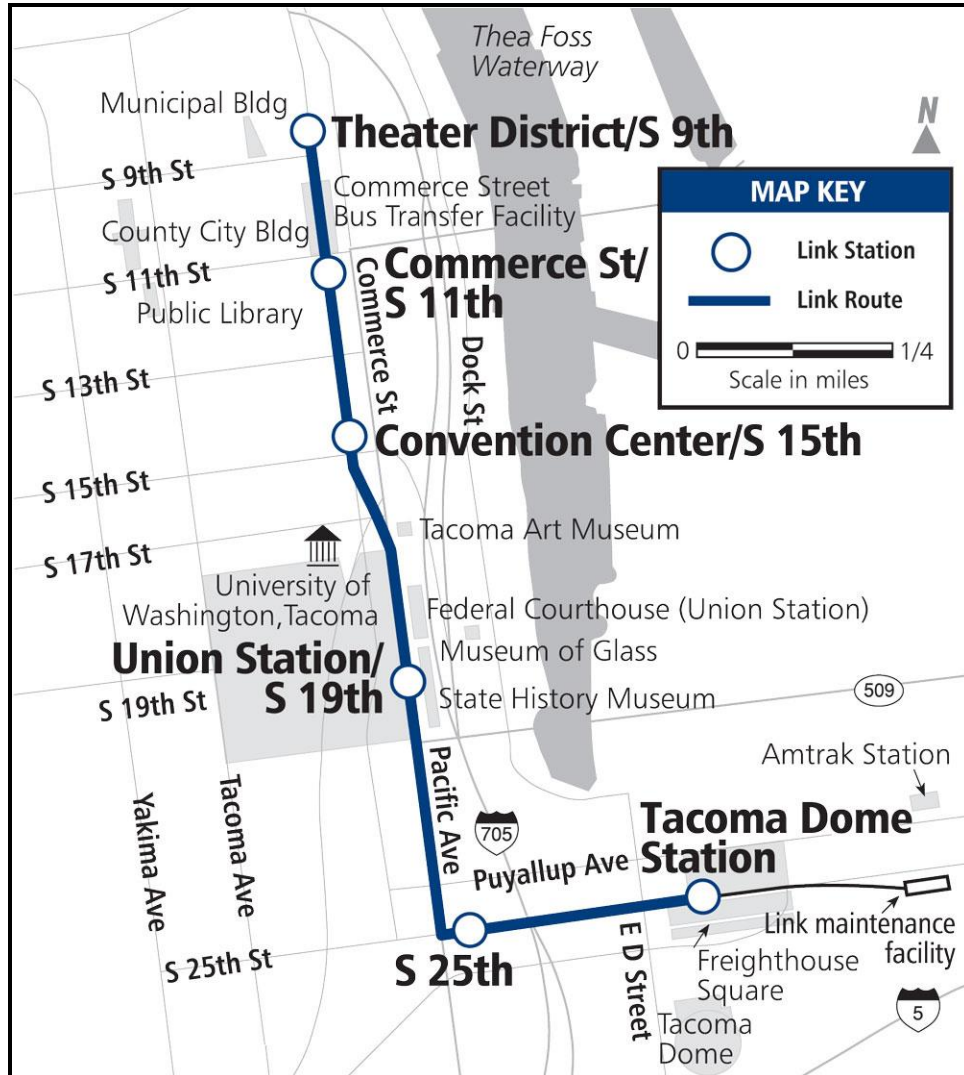 Thea Foss
Waterway
Municipal Bldg
Theater District/S 9th
N
S 9th St
Commerce Street
Bus Transfer Facility
MAP KEY
Link Station
Link Route
0
1/4
Scale in miles
County City Bldg
S 11th St
Commerce St/
S 11th
Public Library
Commerce St
Dock St
S 13th St
Convention Center/S 15th
S 15th St
Tacoma Art Museum
S 17th St
University of
Washington,Tacoma
Federal Courthouse (Union Station)
Museum of Glass
Union Station/
S 19th
S 19th St
State History Museum
509
Amtrak Station
Pacific Ave
Yakima Ave
Tacoma Ave
705
Puyallup Ave
Tacoma Dome
Station
Link maintenance
facility
S 25th St
S 25th
E D Street
Freighthouse
Square
Tacoma
Dome
5